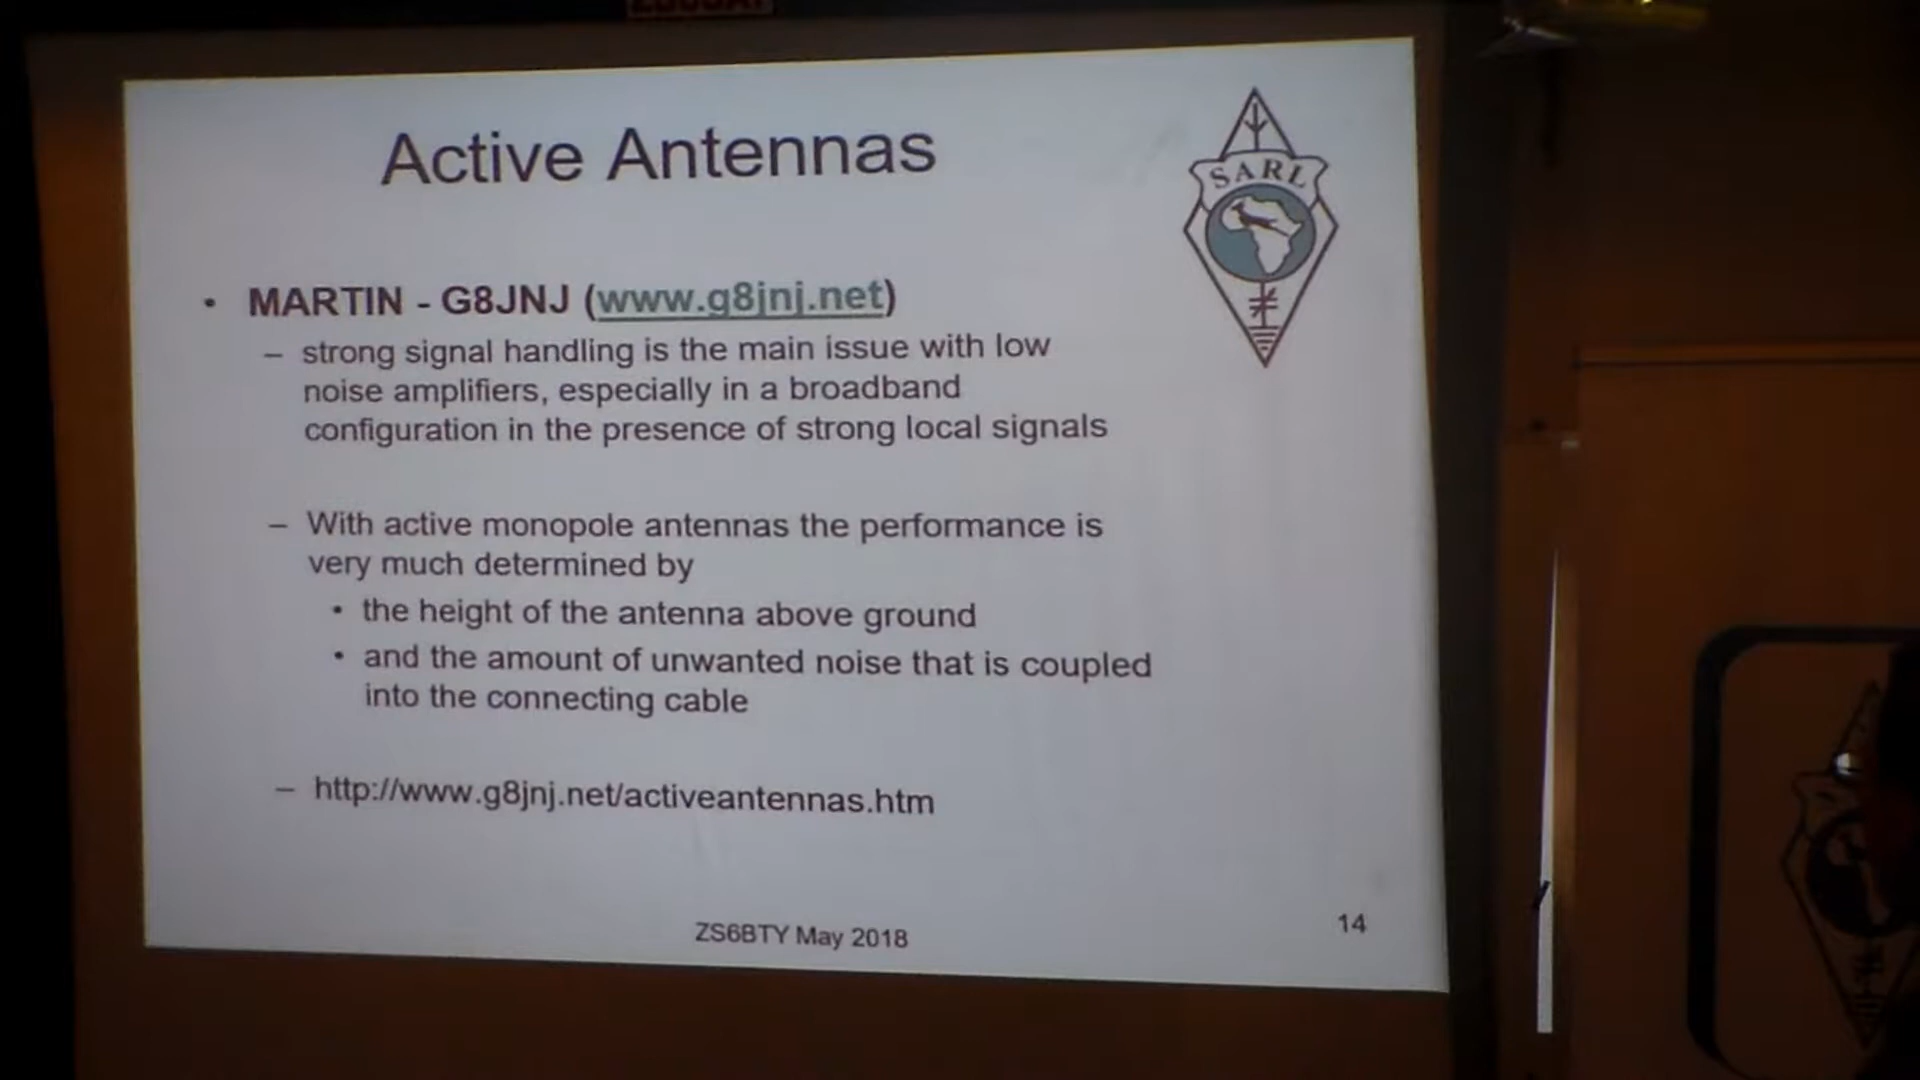 Active Antennas
SARL
• MARTIN - G8JNJ (www.g8jnj.net)
– strong signal handling is the main issue with low
noise amplifiers, especially in a broadband
configuration in the presence of strong local signals
– With active monopole antennas the performance is
very much determined by
• the height of the antenna above ground
• and the amount of unwanted noise that is coupled
into the connecting cable
– http://www.g8jnj.net/activeantennas.htm
ZS6BTY May 2018
14